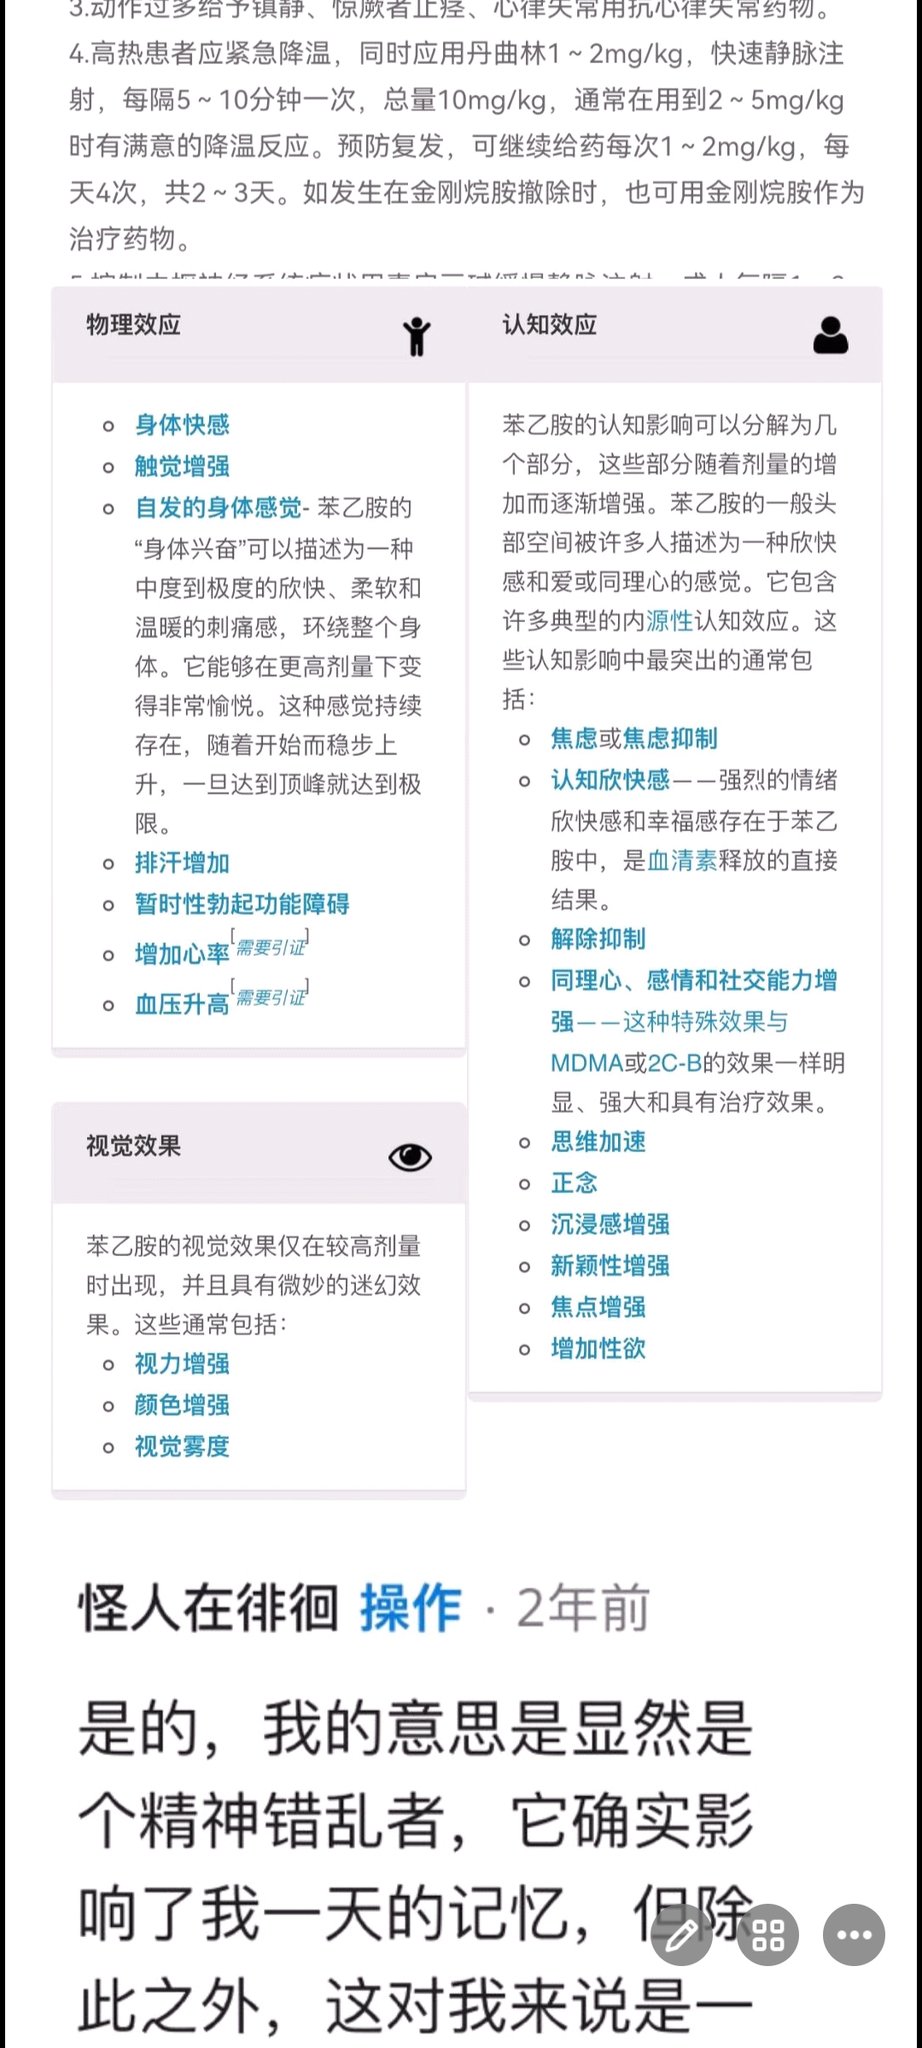 3.动作过多给予镇静、惊厥者止痉、心律失常用抗心律失常药物。
4.高热患者应紧急降温，同时应用丹曲林1～2mg/kg，快速静脉注
射，每隔5～10分钟一次，总量10mg/kg，通常在用到2～5mg/kg
时有满意的降温反应。预防复发，可继续给药每次1～2mg/kg，每
天4次，共2～3天。如发生在金刚烷胺撤除时，也可用金刚烷胺作为
治疗药物。
物理效应
身体快感
触觉增强
自发的身体感觉- 苯乙胺的
“身体兴奋”可以描述为一种
中度到极度的欣快、柔软和
温暖的刺痛感，环绕整个身
体。它能够在更高剂量下变
得非常愉悦。这种感觉持续
存在，随着开始而稳步上
升，一旦达到顶峰就达到极
限。
排汗增加
暂时性勃起功能障碍
增加心率[需要引证]
血压升高[需要引证]
视觉效果
苯乙胺的视觉效果仅在较高剂量
时出现，并且具有微妙的迷幻效
果。这些通常包括：
视力增强
颜色增强
视觉雾度
认知效应
苯乙胺的认知影响可以分解为几
个部分，这些部分随着剂量的增
加而逐渐增强。苯乙胺的一般头
部空间被许多人描述为一种欣快
感和爱或同理心的感觉。它包含
许多典型的内源性认知效应。这
些认知影响中最突出的通常包
括：
焦虑或焦虑抑制
认知欣快感——强烈的情绪
欣快感和幸福感存在于苯乙
胺中，是血清素释放的直接
结果。
解除抑制
同理心、感情和社交能力增
强——这种特殊效果与
MDMA或2C-B的效果一样明
显、强大和具有治疗效果。
思维加速
正念
沉浸感增强
新颖性增强
焦点增强
增加性欲
怪人在徘徊 操作 · 2年前
是的，我的意思是显然是
个精神错乱者，它确实影
响了我一天的记忆，但除
此之外，这对我来说是一